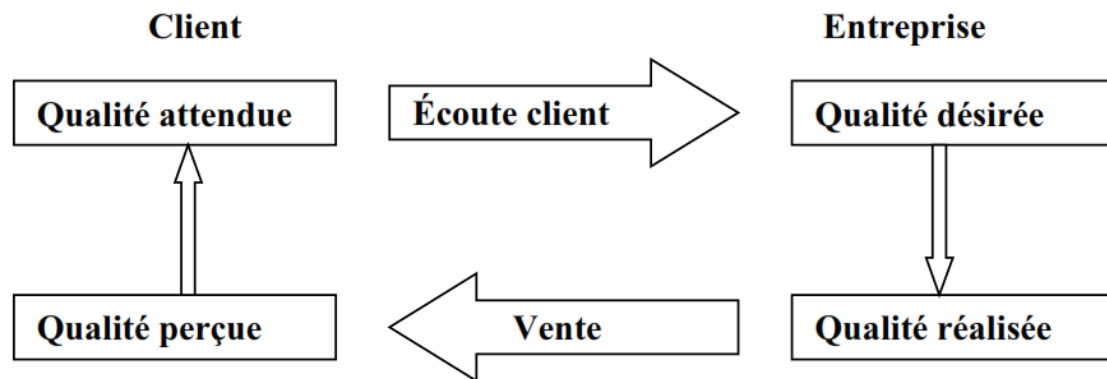 Client
Entreprise
Qualité attendue
Écoute client
Qualité désirée
Qualité perçue
Vente
Qualité réalisée